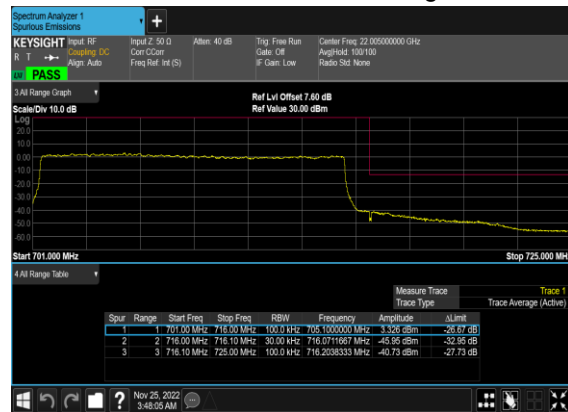 Spectrum Analyzer 1
Spurious Emissions
+
KEYSIGHT Input: RF Input Z: 50 Ω Atten: 40 dB Trig: Free Run Center Freq: 22.005000000 GHz
R T Coupling: DC Corr CCorr Gate: Off Avg|Hold: 100/100
Align: Auto Freq Ref: Int (S) IF Gain: Low Radio Std: None
LXI PASS
3 All Range Graph
Ref Lvl Offset 7.60 dB
Scale/Div 10.0 dB Ref Value 30.00 dBm
Log
20.0
10.0
0.00
-10.0
-20.0
-30.0
-40.0
-50.0
-60.0
Start 701.000 MHz Stop 725.000 MH
4 All Range Table
Measure Trace Trace 1
Trace Type Trace Average (Active)
Spur Range Start Freq Stop Freq RBW Frequency Amplitude ΔLimit
1 1 701.00 MHz 716.00 MHz 100.0 kHz 705.1000000 MHz 3.326 dBm -26.67 dB
2 2 716.00 MHz 716.10 MHz 30.00 kHz 716.0711667 MHz -45.95 dBm -32.95 dB
3 3 716.10 MHz 725.00 MHz 100.0 kHz 716.2038333 MHz -40.73 dBm -27.73 dB
? Nov 25, 2022
3:48:05 AM